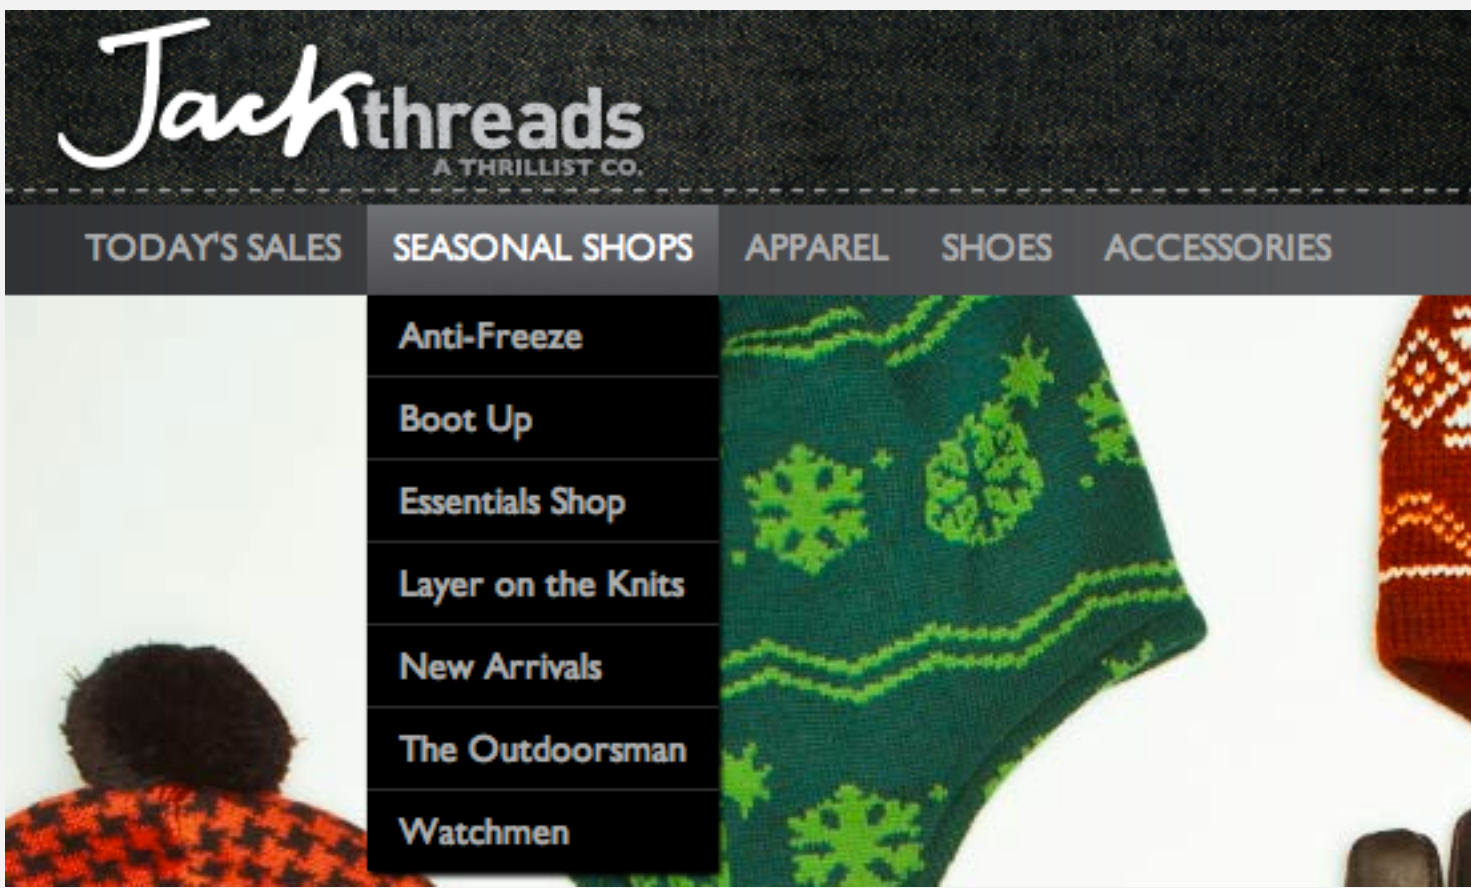 Jackthreads
A THRILLIST CO.
TODAY'S SALES SEASONAL SHOPS APPAREL SHOES ACCESSORIES
Anti-Freeze
Boot Up
Essentials Shop
Layer on the Knits
New Arrivals
The Outdoorsman
Watchmen